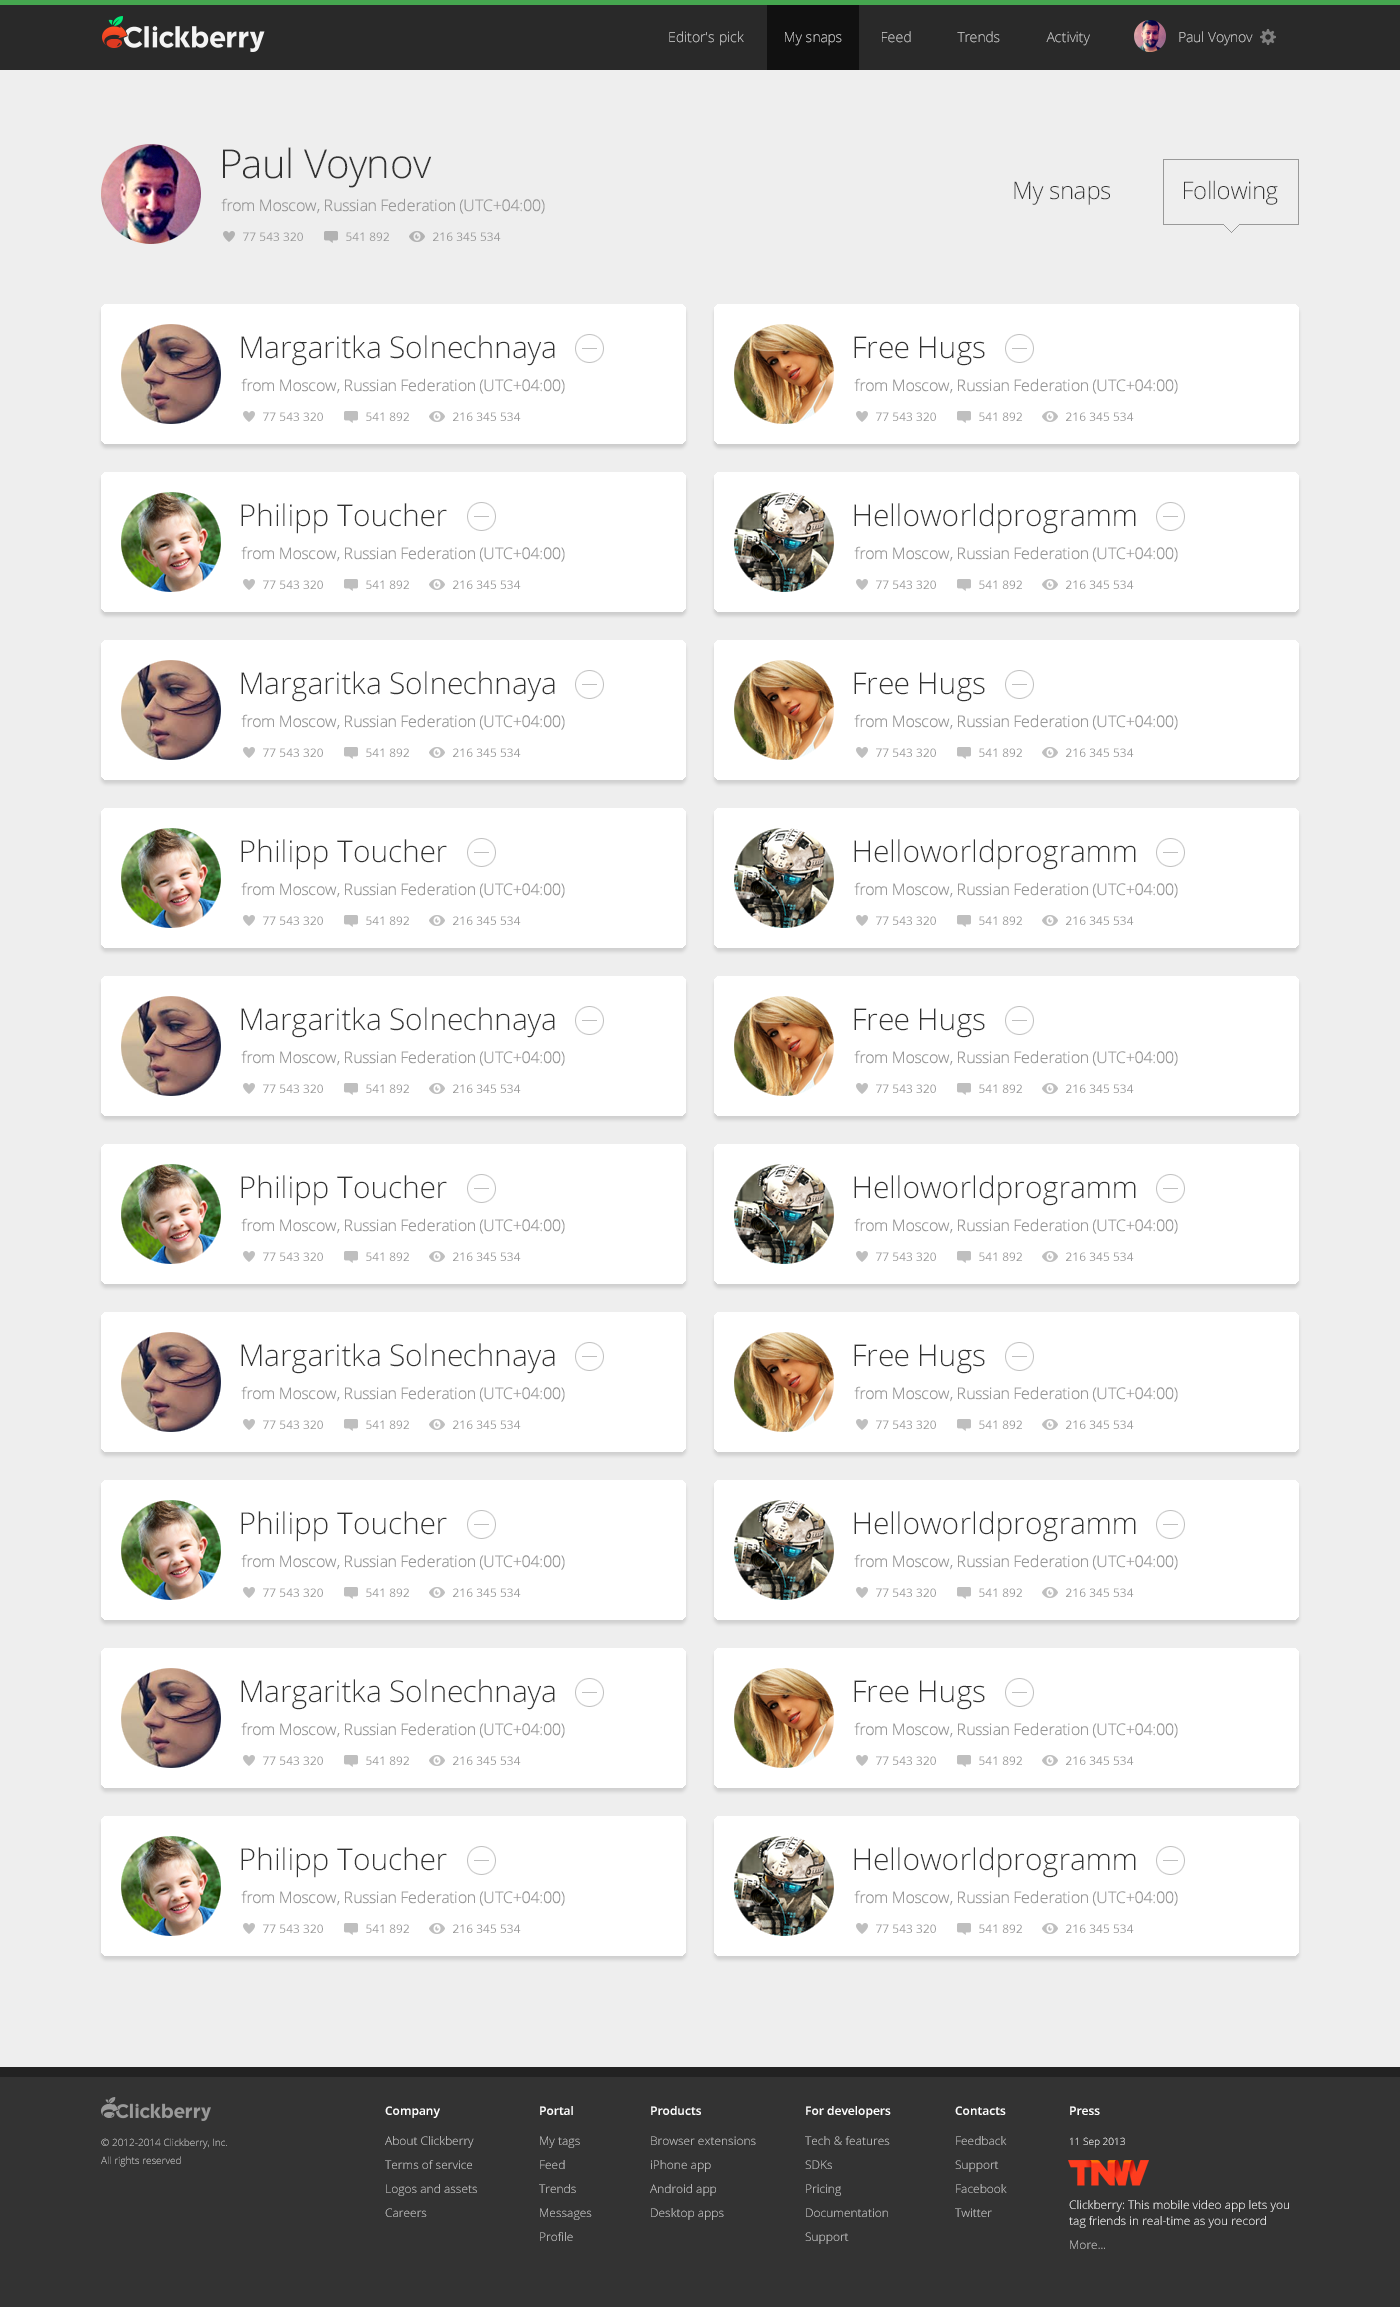 Clickberry
Editor's pick My snaps Feed Trends Activity Paul Voynov
Paul Voynov
from Moscow, Russian Federation (UTC+04:00)
77 543 320 541 892 216 345 534
My snaps Following
Margaritka Solnechnaya
from Moscow, Russian Federation (UTC+04:00)
77 543 320 541 892 216 345 534
Free Hugs
from Moscow, Russian Federation (UTC+04:00)
77 543 320 541 892 216 345 534
Philipp Toucher
from Moscow, Russian Federation (UTC+04:00)
77 543 320 541 892 216 345 534
Helloworldprogramm
from Moscow, Russian Federation (UTC+04:00)
77 543 320 541 892 216 345 534
Margaritka Solnechnaya
from Moscow, Russian Federation (UTC+04:00)
77 543 320 541 892 216 345 534
Free Hugs
from Moscow, Russian Federation (UTC+04:00)
77 543 320 541 892 216 345 534
Philipp Toucher
from Moscow, Russian Federation (UTC+04:00)
77 543 320 541 892 216 345 534
Helloworldprogramm
from Moscow, Russian Federation (UTC+04:00)
77 543 320 541 892 216 345 534
Margaritka Solnechnaya
from Moscow, Russian Federation (UTC+04:00)
77 543 320 541 892 216 345 534
Free Hugs
from Moscow, Russian Federation (UTC+04:00)
77 543 320 541 892 216 345 534
Philipp Toucher
from Moscow, Russian Federation (UTC+04:00)
77 543 320 541 892 216 345 534
Helloworldprogramm
from Moscow, Russian Federation (UTC+04:00)
77 543 320 541 892 216 345 534
Margaritka Solnechnaya
from Moscow, Russian Federation (UTC+04:00)
77 543 320 541 892 216 345 534
Free Hugs
from Moscow, Russian Federation (UTC+04:00)
77 543 320 541 892 216 345 534
Philipp Toucher
from Moscow, Russian Federation (UTC+04:00)
77 543 320 541 892 216 345 534
Helloworldprogramm
from Moscow, Russian Federation (UTC+04:00)
77 543 320 541 892 216 345 534
Margaritka Solnechnaya
from Moscow, Russian Federation (UTC+04:00)
77 543 320 541 892 216 345 534
Free Hugs
from Moscow, Russian Federation (UTC+04:00)
77 543 320 541 892 216 345 534
Philipp Toucher
from Moscow, Russian Federation (UTC+04:00)
77 543 320 541 892 216 345 534
Helloworldprogramm
from Moscow, Russian Federation (UTC+04:00)
77 543 320 541 892 216 345 534
Clickberry
© 2012-2014 Clickberry, Inc.
All rights reserved
Company
About Clickberry
Terms of service
Logos and assets
Careers
Portal
My tags
Feed
Trends
Messages
Profile
Products
Browser extensions
iPhone app
Android app
Desktop apps
For developers
Tech & features
SDKs
Pricing
Documentation
Support
Contacts
Feedback
Support
Facebook
Twitter
Press
11 Sep 2013
TNW
Clickberry: This mobile video app lets you
tag friends in real-time as you record
More...